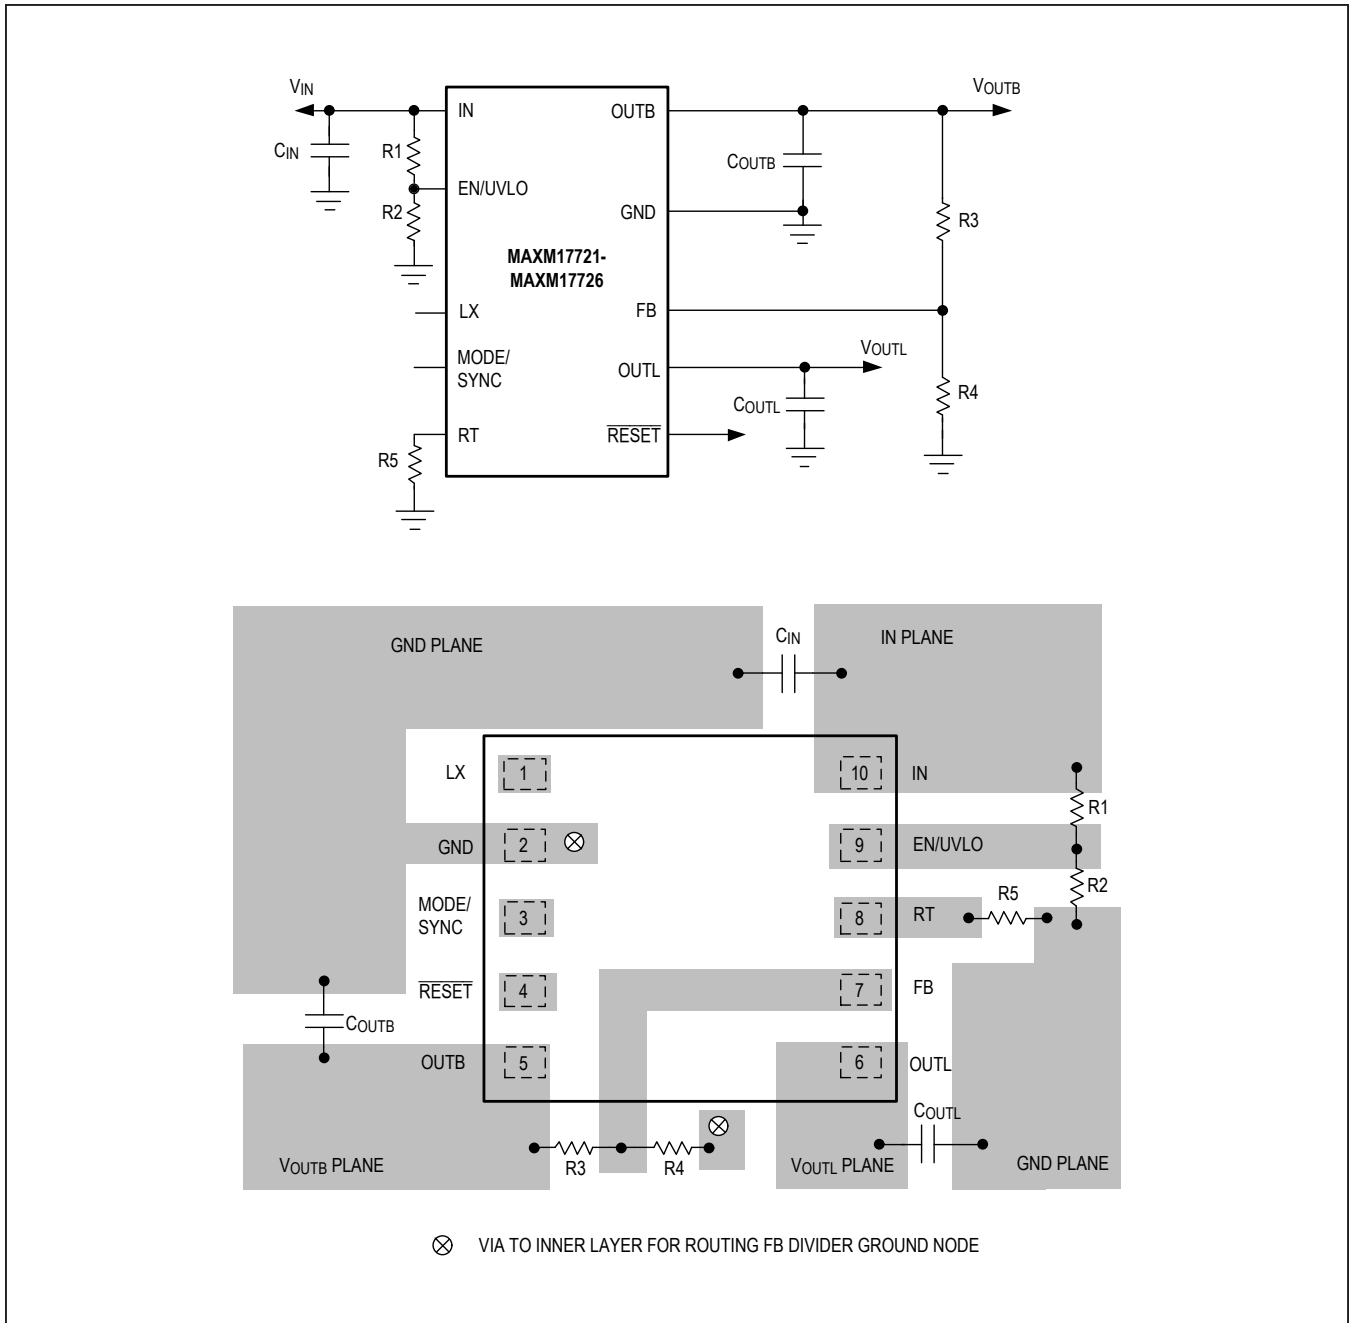 VIN
IN
OUTB
VOUTB
CIN
R1
COUTB
EN/UVLO
R2
GND
R3
MAXM17721-
MAXM17726
LX
FB
MODE/
SYNC
OUTL
VOUTL
COUTL
R4
RT
RESET
R5
GND PLANE
CIN
IN PLANE
LX
1
10
IN
R1
GND
2
9
EN/UVLO
R2
MODE/
SYNC
3
8
RT
R5
RESET
4
7
FB
COUTB
OUTB
5
6
OUTL
COUTL
VOUTB PLANE
R3
R4
VOUTL PLANE
GND PLANE
VIA TO INNER LAYER FOR ROUTING FB DIVIDER GROUND NODE